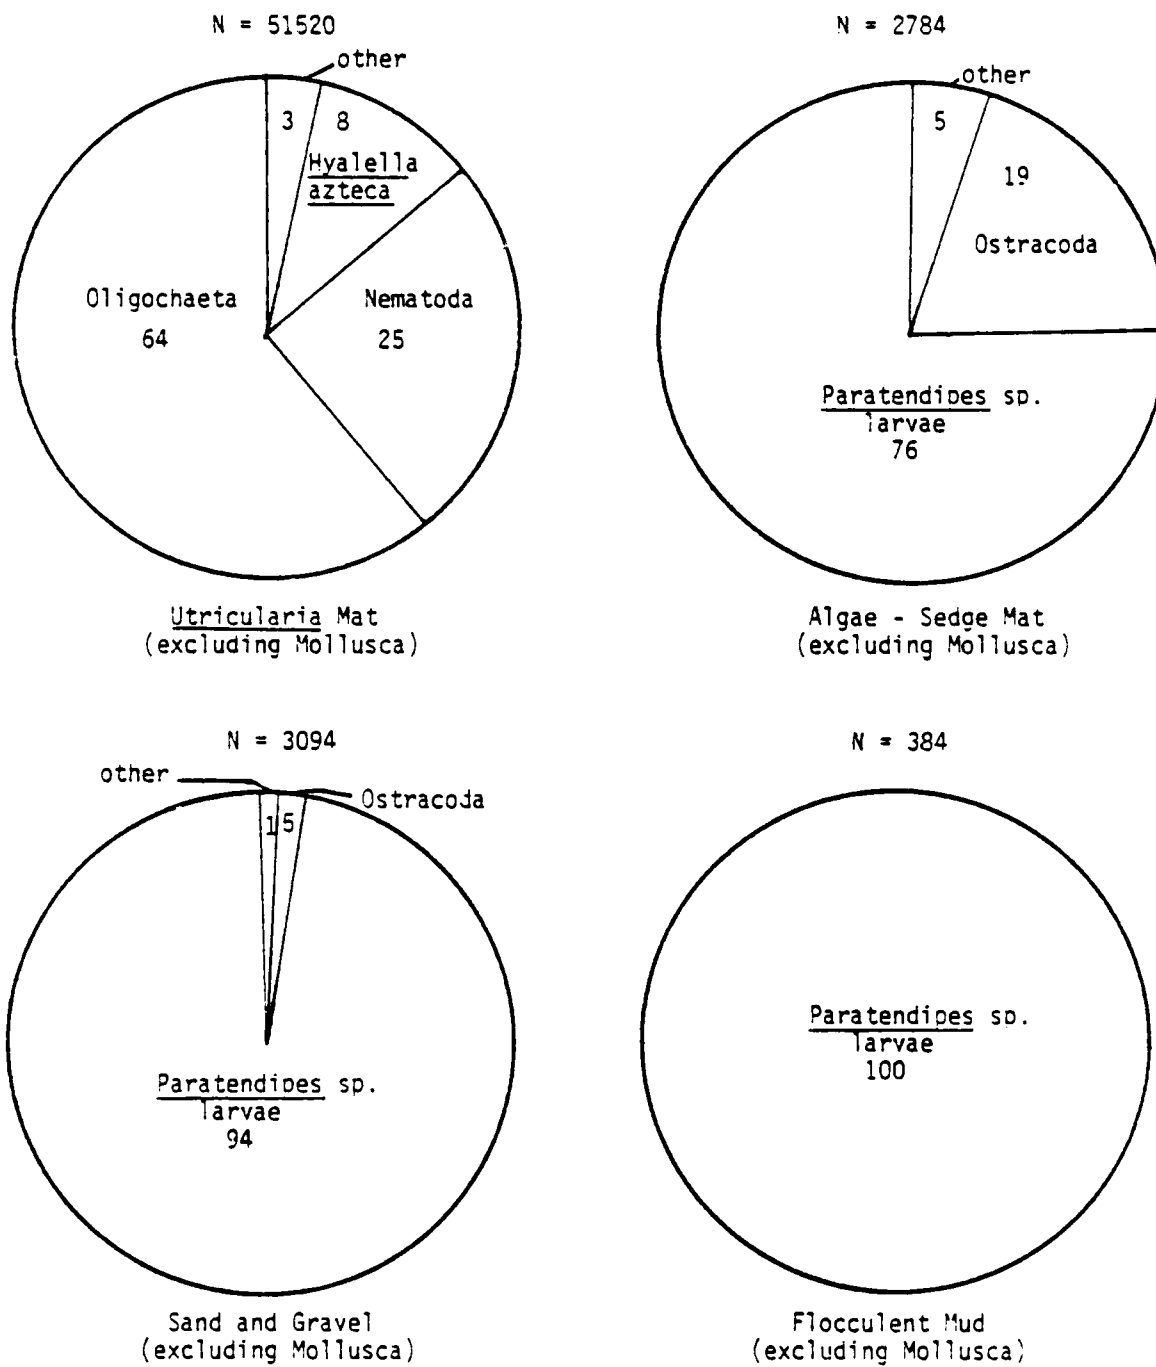 N = 51520
other
3
8
Hyalella
azteca
Oligochaeta
64
Nematoda
25
Utricularia Mat
(excluding Mollusca)
N = 2784
other
5
19
Ostracoda
Paratendipes sp.
larvae
76
Algae - Sedge Mat
(excluding Mollusca)
N = 3094
other
Ostracoda
1
5
Paratendipes sp.
larvae
94
Sand and Gravel
(excluding Mollusca)
N = 384
Paratendipes sp.
larvae
100
Flocculent Mud
(excluding Mollusca)